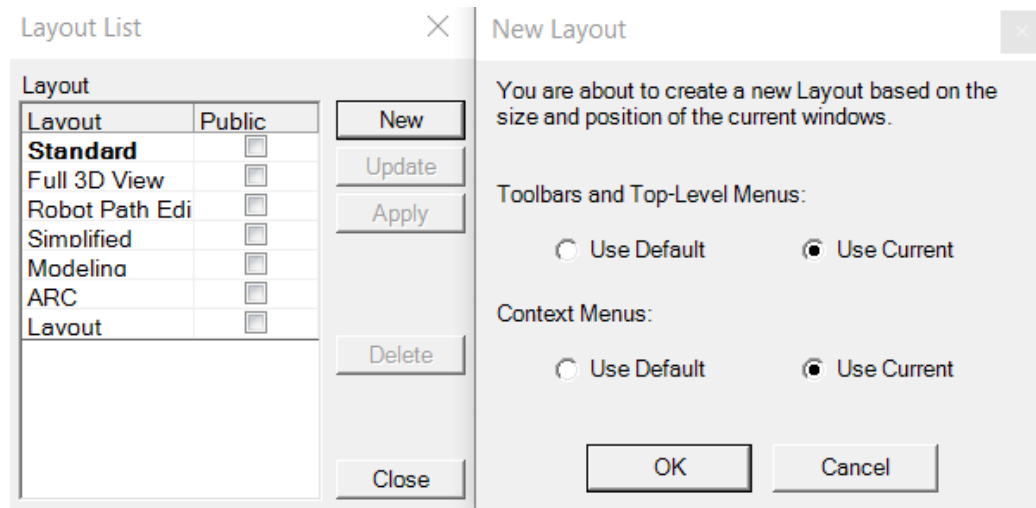 Layout List
Layout
Layout Public
Standard
Full 3D View
Robot Path Edi
Simplified
Modeling
ARC
Layout
New
Update
Apply
Delete
Close
New Layout
You are about to create a new Layout based on the
size and position of the current windows.
Toolbars and Top-Level Menus:
Use Default Use Current
Context Menus:
Use Default Use Current
OK Cancel